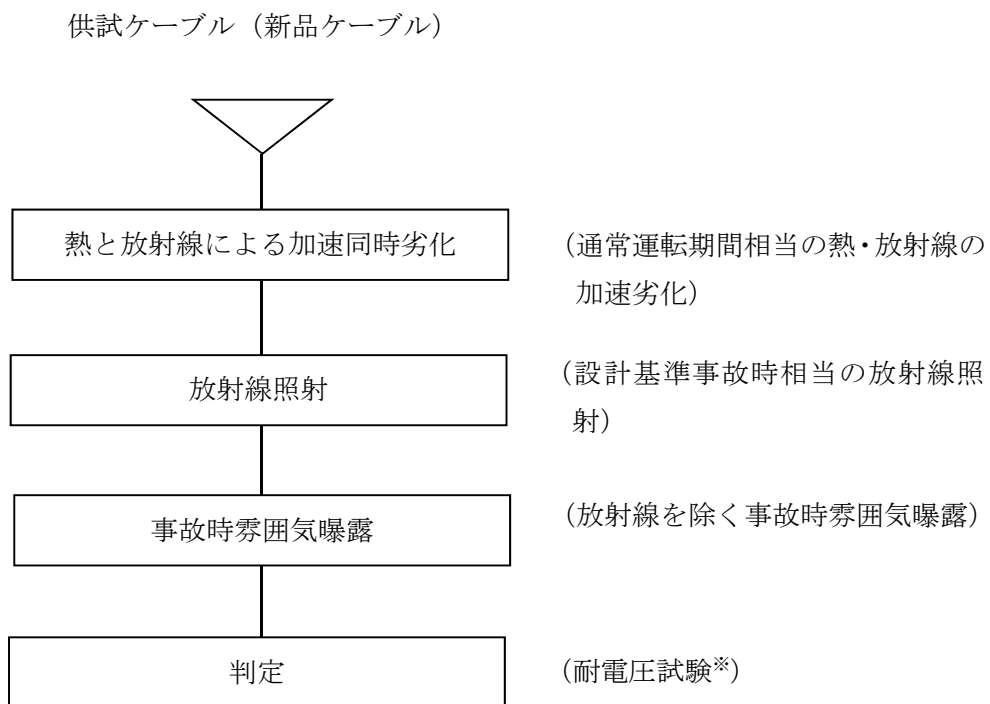 供試ケーブル（新品ケーブル）
熱と放射線による加速同時劣化
（通常運転期間相当の熱・放射線の
加速劣化）
放射線照射
（設計基準事故時相当の放射線照
射）
事故時雰囲気曝露
（放射線を除く事故時雰囲気曝露）
判定
（耐電圧試験※）